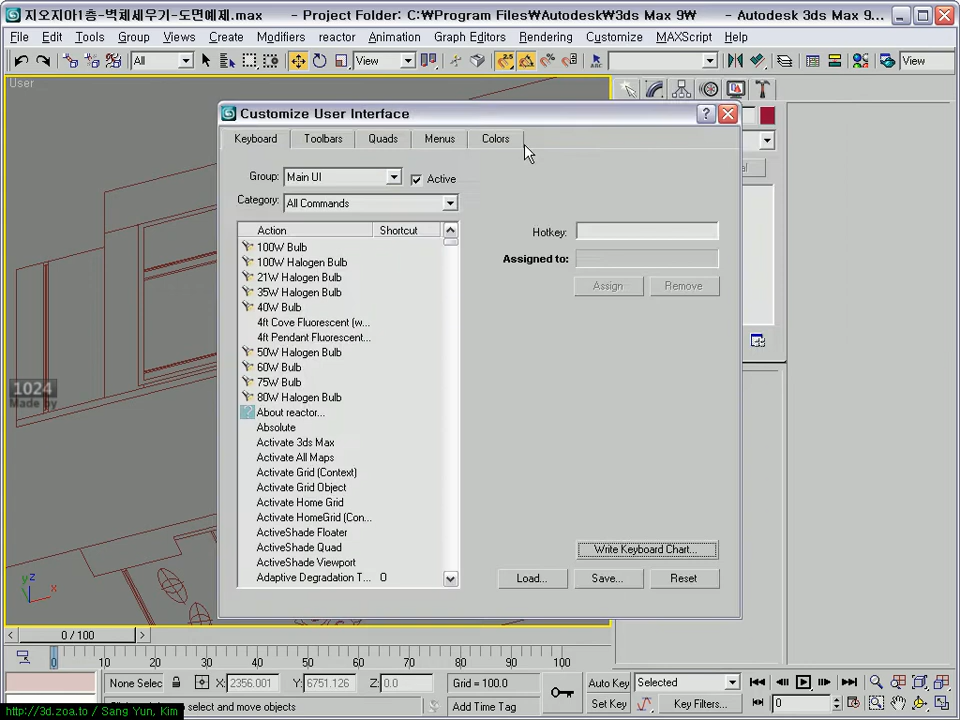 지오지아1층-벽체세우기-도면예제.max - Project Folder: C:₩Program Files₩Autodesk₩3ds Max 9₩ - Autodesk 3ds Max 9...
File Edit Tools Group Views Create Modifiers reactor Animation Graph Editors Rendering Customize MAXScript Help
All View View
User
Customize User Interface
Keyboard Toolbars Quads Menus Colors
Group: Main UI Active
Category: All Commands
Action Shortcut
100W Bulb
100W Halogen Bulb
21W Halogen Bulb
35W Halogen Bulb
40W Bulb
4ft Cove Fluorescent (w...
4ft Pendant Fluorescent...
50W Halogen Bulb
60W Bulb
75W Bulb
80W Halogen Bulb
About reactor...
Absolute
Activate 3ds Max
Activate All Maps
Activate Grid (Context)
Activate Grid Object
Activate Home Grid
Activate HomeGrid (Con...
ActiveShade Floater
ActiveShade Quad
ActiveShade Viewport
Adaptive Degradation T... O
Hotkey:
Assigned to:
Assign Remove
Write Keyboard Chart...
Load... Save... Reset
1024
Made by
z
y
x
0 / 100
0 10 20 30 40 50 60 70 80 90 100
None Selec X: 2356.001 Y: 6751.126 Z: 0.0 Grid = 100.0 Auto Key Selected
select and move objects Add Time Tag Set Key Key Filters... 0
http://3d.zoa.to / Sang Yun, Kim